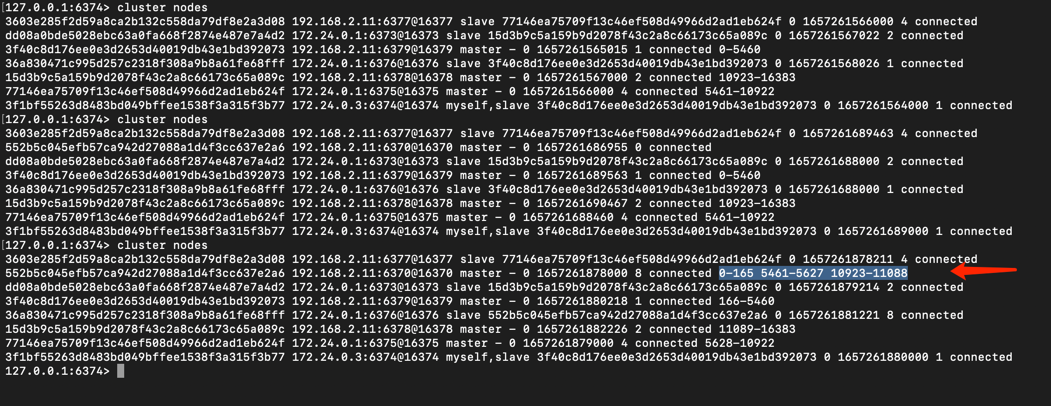 [127.0.0.1:6374> cluster nodes
3603e285f2d59a8ca2b132c558da79df8e2a3d08 192.168.2.11:6377@16377 slave 77146ea75709f13c46ef508d49966d2ad1eb624f 0 1657261566000 4 connected
dd08a0bde5028ebc63a0fa668f2874e487e7a4d2 172.24.0.1:6373@16373 slave 15d3b9c5a159b9d2078f43c2a8c66173c65a089c 0 1657261567022 2 connected
3f40c8d176ee0e3d2653d40019db43e1bd392073 192.168.2.11:6379@16379 master - 0 1657261565015 1 connected 0-5460
36a830471c995d257c2318f308a9b8a61fe68fff 172.24.0.1:6376@16376 slave 3f40c8d176ee0e3d2653d40019db43e1bd392073 0 1657261568026 1 connected
15d3b9c5a159b9d2078f43c2a8c66173c65a089c 192.168.2.11:6378@16378 master - 0 1657261567000 2 connected 10923-16383
77146ea75709f13c46ef508d49966d2ad1eb624f 172.24.0.1:6375@16375 master - 0 1657261566000 4 connected 5461-10922
3f1bf55263d8483bd049bffee1538f3a315f3b77 172.24.0.3:6374@16374 myself,slave 3f40c8d176ee0e3d2653d40019db43e1bd392073 0 1657261564000 1 connected
[127.0.0.1:6374> cluster nodes
3603e285f2d59a8ca2b132c558da79df8e2a3d08 192.168.2.11:6377@16377 slave 77146ea75709f13c46ef508d49966d2ad1eb624f 0 1657261689463 4 connected
552b5c045efb57ca942d27088a1d4f3cc637e2a6 192.168.2.11:6370@16370 master - 0 1657261686955 0 connected
dd08a0bde5028ebc63a0fa668f2874e487e7a4d2 172.24.0.1:6373@16373 slave 15d3b9c5a159b9d2078f43c2a8c66173c65a089c 0 1657261688000 2 connected
3f40c8d176ee0e3d2653d40019db43e1bd392073 192.168.2.11:6379@16379 master - 0 1657261689563 1 connected 0-5460
36a830471c995d257c2318f308a9b8a61fe68fff 172.24.0.1:6376@16376 slave 3f40c8d176ee0e3d2653d40019db43e1bd392073 0 1657261688000 1 connected
15d3b9c5a159b9d2078f43c2a8c66173c65a089c 192.168.2.11:6378@16378 master - 0 1657261690467 2 connected 10923-16383
77146ea75709f13c46ef508d49966d2ad1eb624f 172.24.0.1:6375@16375 master - 0 1657261688460 4 connected 5461-10922
3f1bf55263d8483bd049bffee1538f3a315f3b77 172.24.0.3:6374@16374 myself,slave 3f40c8d176ee0e3d2653d40019db43e1bd392073 0 1657261689000 1 connected
[127.0.0.1:6374> cluster nodes
3603e285f2d59a8ca2b132c558da79df8e2a3d08 192.168.2.11:6377@16377 slave 77146ea75709f13c46ef508d49966d2ad1eb624f 0 1657261878211 4 connected
552b5c045efb57ca942d27088a1d4f3cc637e2a6 192.168.2.11:6370@16370 master - 0 1657261878000 8 connected 0-165 5461-5627 10923-11088
dd08a0bde5028ebc63a0fa668f2874e487e7a4d2 172.24.0.1:6373@16373 slave 15d3b9c5a159b9d2078f43c2a8c66173c65a089c 0 1657261879214 2 connected
3f40c8d176ee0e3d2653d40019db43e1bd392073 192.168.2.11:6379@16379 master - 0 1657261880218 1 connected 166-5460
36a830471c995d257c2318f308a9b8a61fe68fff 172.24.0.1:6376@16376 slave 552b5c045efb57ca942d27088a1d4f3cc637e2a6 0 1657261881221 8 connected
15d3b9c5a159b9d2078f43c2a8c66173c65a089c 192.168.2.11:6378@16378 master - 0 1657261882226 2 connected 11089-16383
77146ea75709f13c46ef508d49966d2ad1eb624f 172.24.0.1:6375@16375 master - 0 1657261879000 4 connected 5628-10922
3f1bf55263d8483bd049bffee1538f3a315f3b77 172.24.0.3:6374@16374 myself,slave 3f40c8d176ee0e3d2653d40019db43e1bd392073 0 1657261880000 1 connected
127.0.0.1:6374>